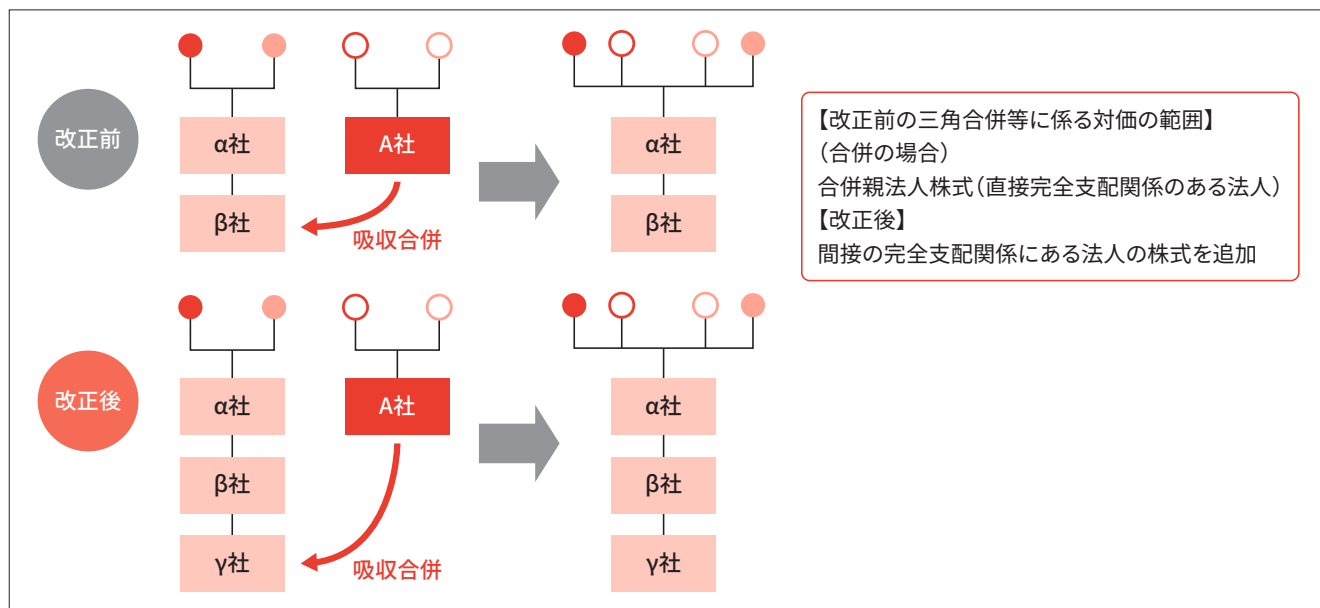 改正前
α社
A社
β社
吸収合併
α社
β社
【改正前の三角合併等に係る対価の範囲】
（合併の場合）
合併親法人株式（直接完全支配関係のある法人）
【改正後】
間接の完全支配関係にある法人の株式を追加
改正後
α社
A社
β社
γ社
吸収合併
α社
β社
γ社